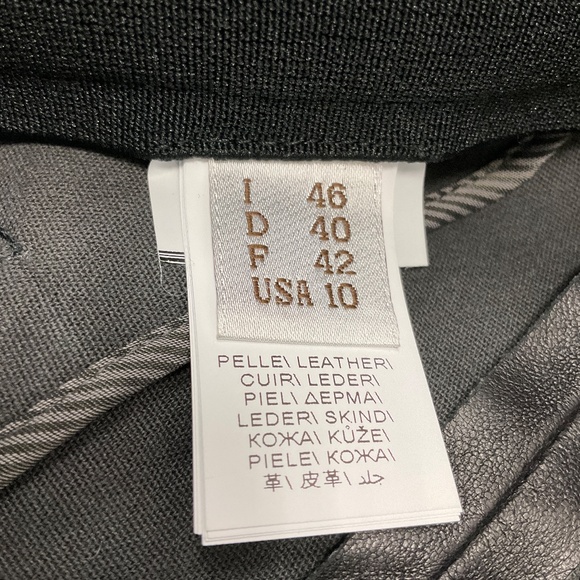 I 46
D 40
F 42
USA 10
PELLE\ LEATHER\
CUIR\ LEDER\
PIEL\ ΔΕΡΜΑ\
LEDER\ SKIND\
КОЖА\ KŮŽE\
PIELE\ КОЖА\
革\ 皮革\ جلد